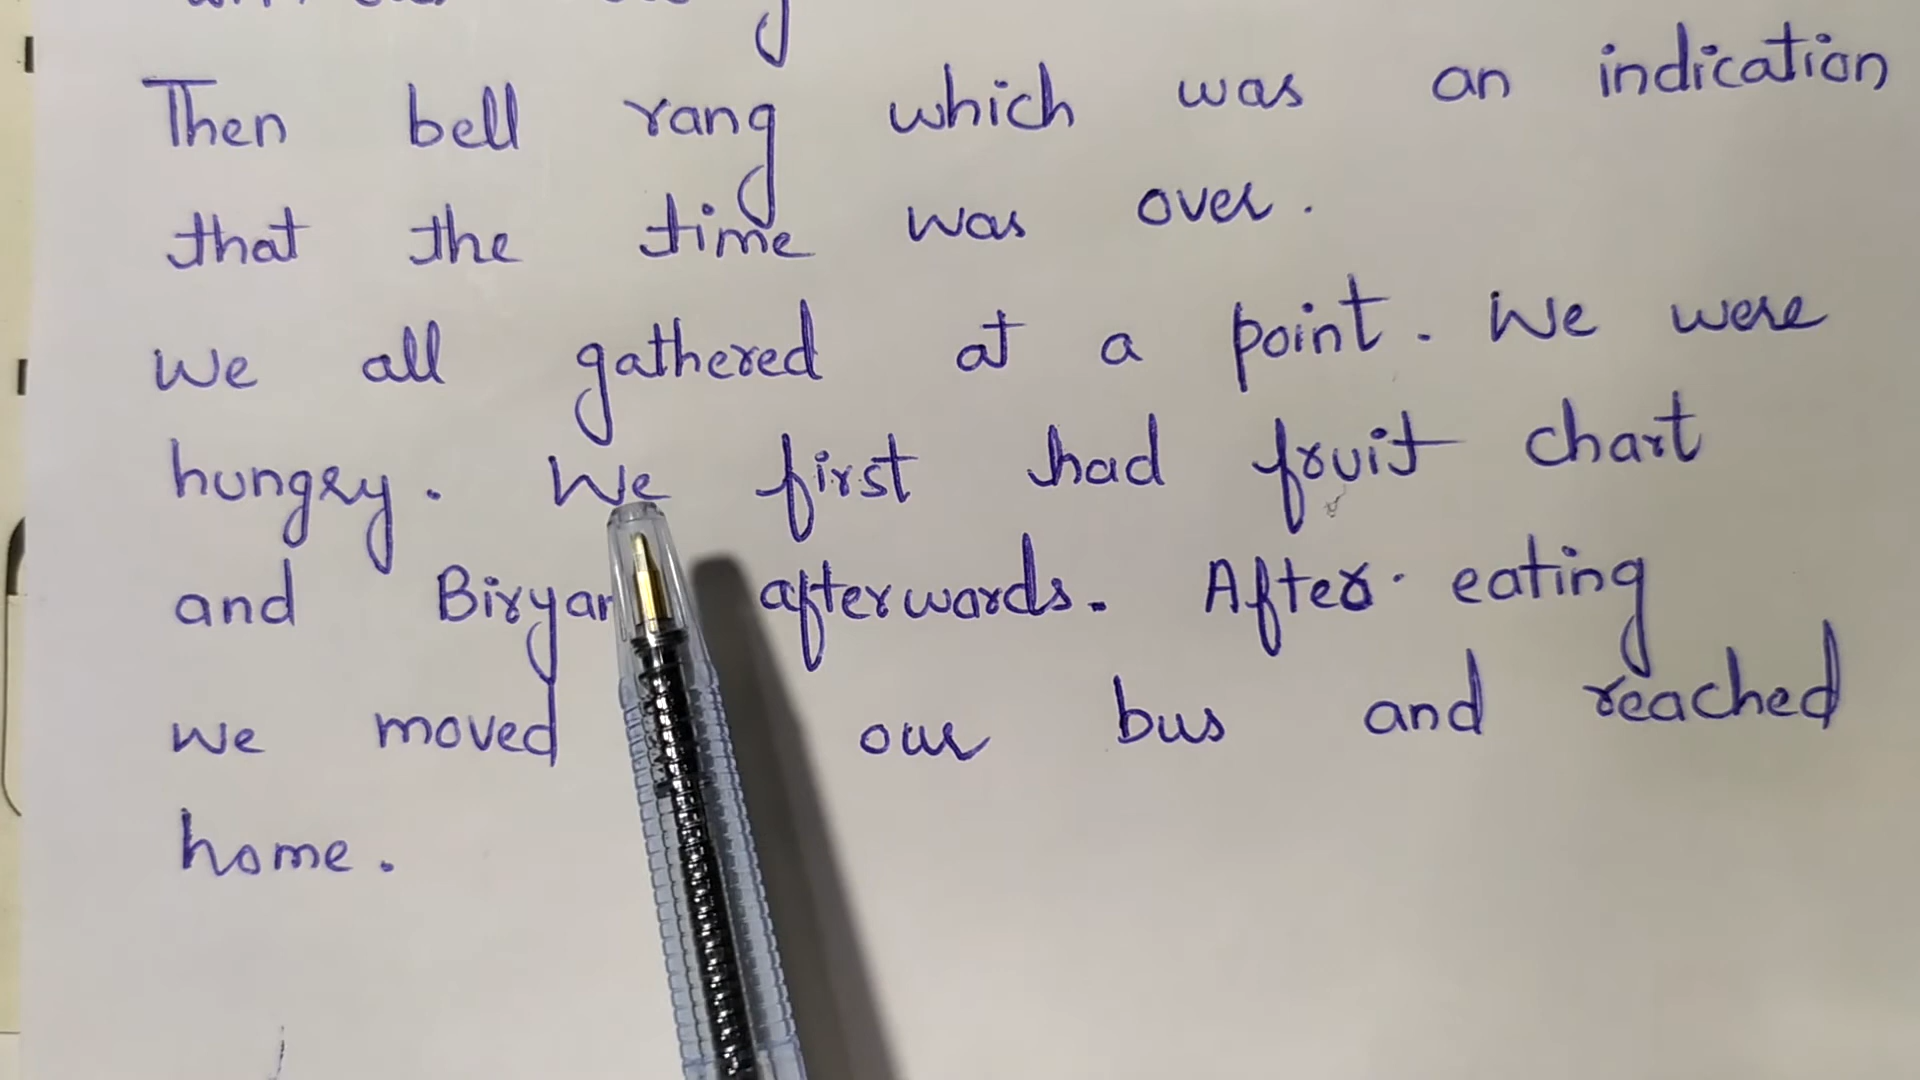 Then bell rang which was an indication
that the time was over.
We all gathered at a point. We were
hungry. We first had fruit chart
and afterwards. After eating
we moved our bus and reached
home.